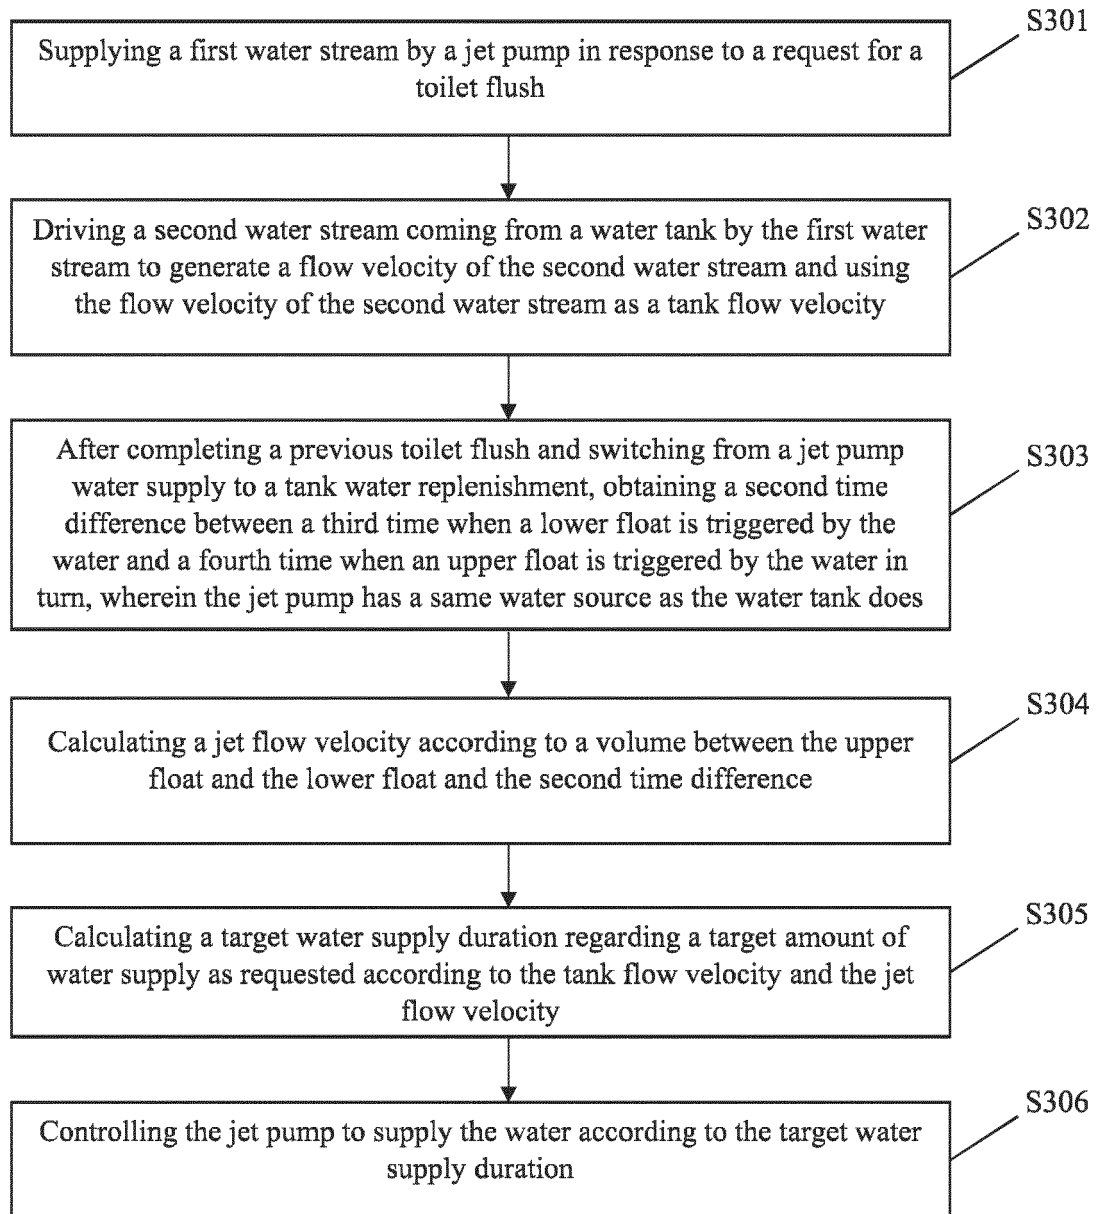 S301
Supplying a first water stream by a jet pump in response to a request for a
toilet flush
S302
Driving a second water stream coming from a water tank by the first water
stream to generate a flow velocity of the second water stream and using
the flow velocity of the second water stream as a tank flow velocity
S303
After completing a previous toilet flush and switching from a jet pump
water supply to a tank water replenishment, obtaining a second time
difference between a third time when a lower float is triggered by the
water and a fourth time when an upper float is triggered by the water in
turn, wherein the jet pump has a same water source as the water tank does
S304
Calculating a jet flow velocity according to a volume between the upper
float and the lower float and the second time difference
S305
Calculating a target water supply duration regarding a target amount of
water supply as requested according to the tank flow velocity and the jet
flow velocity
S306
Controlling the jet pump to supply the water according to the target water
supply duration